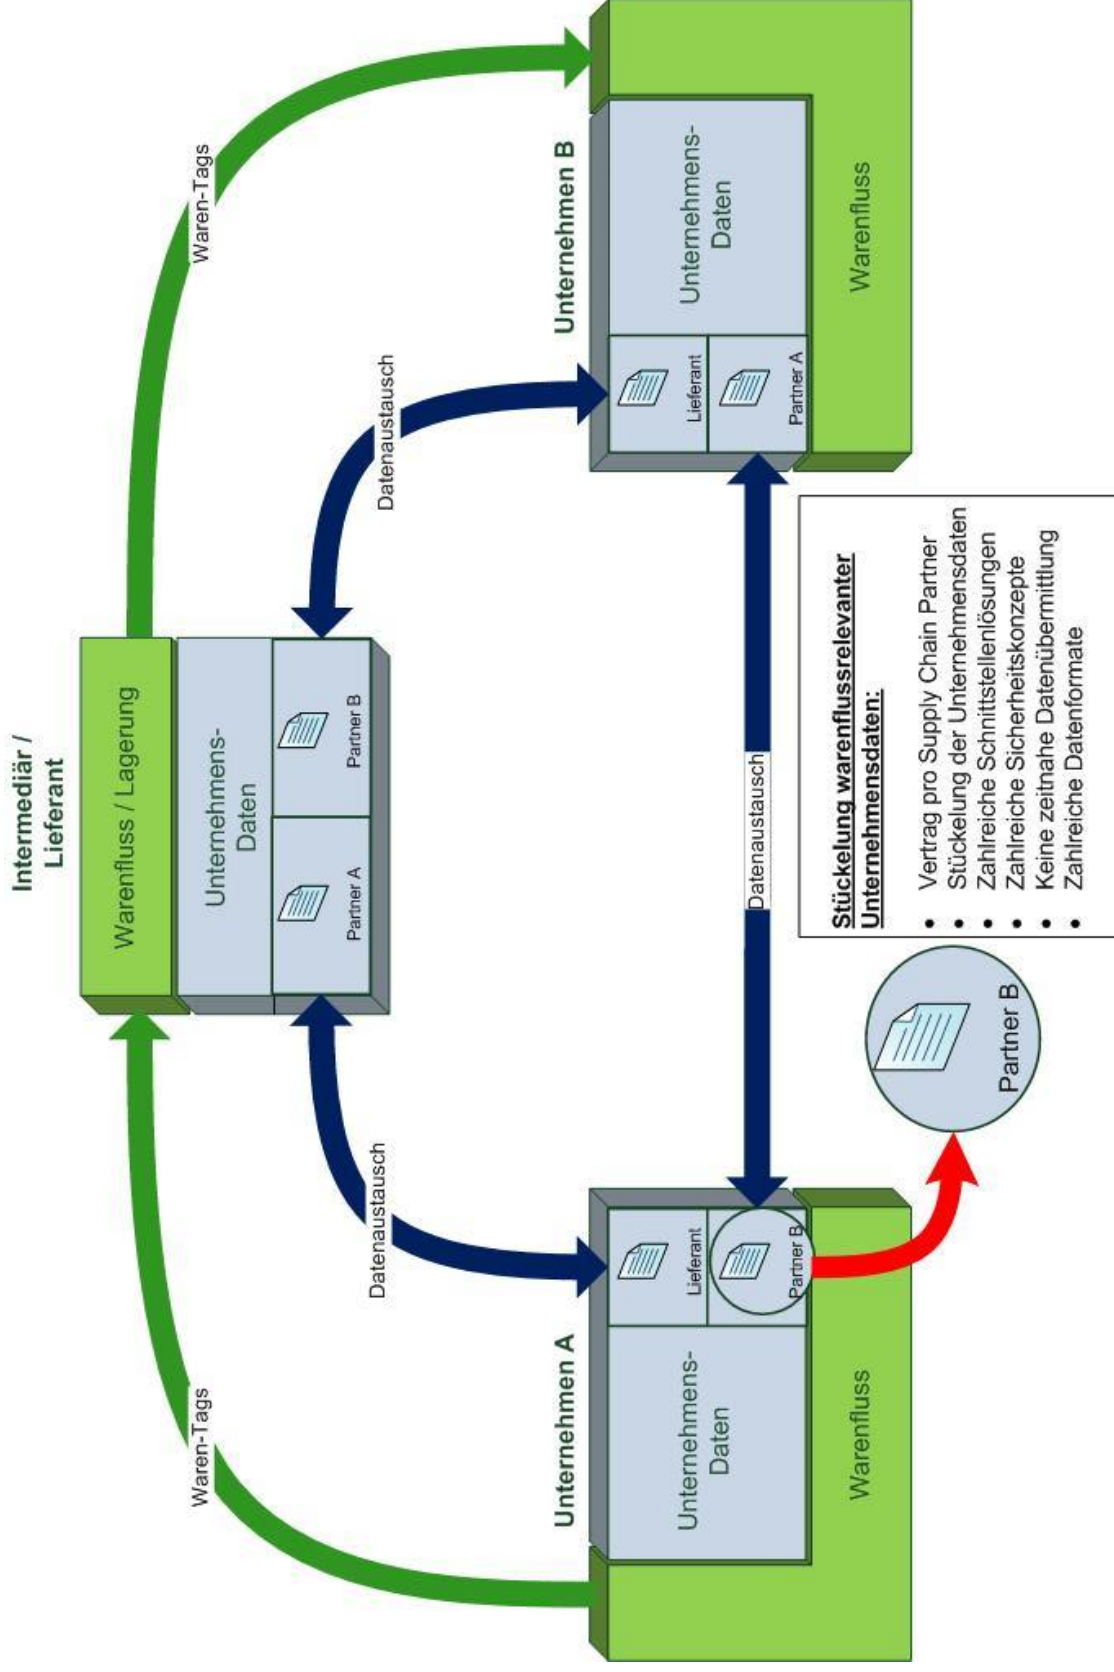 Intermediär /
Lieferant
Warenfluss / Lagerung
Unternehmens-
Daten
Partner A
Partner B
Waren-Tags
Waren-Tags
Datenaustausch
Datenaustausch
Unternehmen A
Unternehmens-
Daten
Lieferant
Partner B
Warenfluss
Datenaustausch
Unternehmen B
Lieferant
Partner A
Unternehmens-
Daten
Warenfluss
Partner B
Stückelung warenflussrelevanter
Unternehmensdaten:
• Vertrag pro Supply Chain Partner
• Stückelung der Unternehmensdaten
• Zahlreiche Schnittstellenlösungen
• Zahlreiche Sicherheitskonzepte
• Keine zeitnahe Datenübermittlung
• Zahlreiche Datenformate